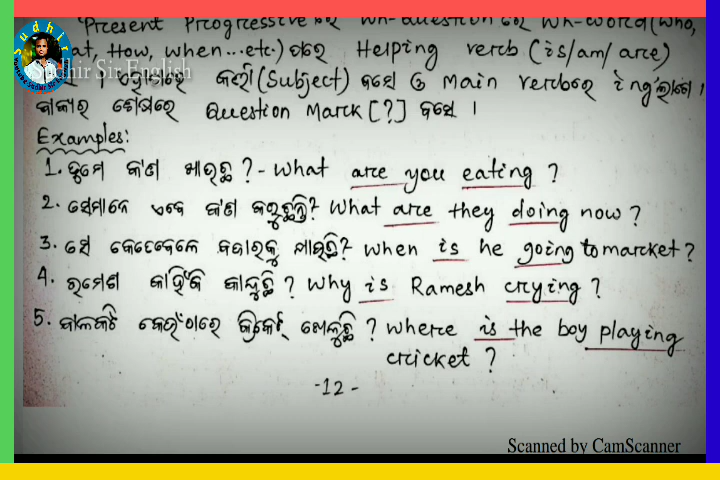 Present Progressive ରେ Wh-question ରେ Wh-word (Who,
at, How, when...etc.) ପରେ Helping verb (is/am/are)
Sudhir Sir English
ଏହାପରେ କର୍ତ୍ତା (Subject) ବସେ ଓ main verb ରେ ing ଲାଗେ ।
ବାକ୍ୟର ଶେଷରେ Question Mark [?] ବସେ ।
Examples:
1. ତୁମେ କ'ଣ ଖାଉଛ ? - What are you eating ?
2. ସେମାନେ ଏବେ କ'ଣ କରୁଛନ୍ତି? What are they doing now ?
3. ସେ କେତେବେଳେ ବଜାରକୁ ଯାଉଛି? When is he going to market ?
4. ରମେଶ କାହିଁକି କାନ୍ଦୁଛି ? Why is Ramesh crying ?
5. ବାଳକଟି କେଉଁଠାରେ କ୍ରିକେଟ୍ ଖେଳୁଛି ? Where is the boy playing
cricket ?
-12-
Scanned by CamScanner